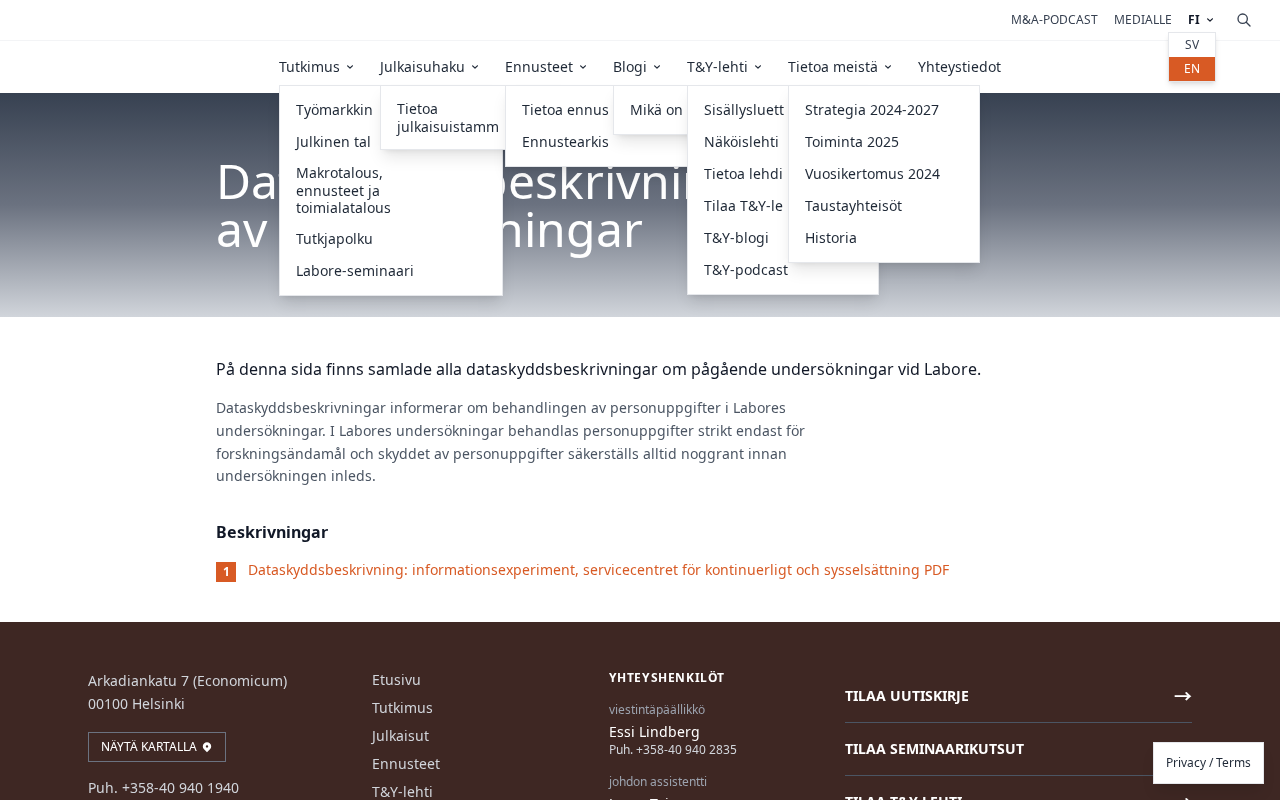 M&A-PODCAST MEDIALLE FI
SV
EN
Tutkimus Julkaisuhaku Ennusteet Blogi T&Y-lehti Tietoa meistä Yhteystiedot
Työmarkkin
Julkinen tal
Makrotalous,
ennusteet ja
toimialatalous
Tutkjapolku
Labore-seminaari
Tietoa
julkaisuistamm
Tietoa ennus
Ennustearkis
Mikä on
Sisällysluett
Näköislehti
Tietoa lehdi
Tilaa T&Y-le
T&Y-blogi
T&Y-podcast
Strategia 2024-2027
Toiminta 2025
Vuosikertomus 2024
Taustayhteisöt
Historia
av ningar
På denna sida finns samlade alla dataskyddsbeskrivningar om pågående undersökningar vid Labore.
Dataskyddsbeskrivningar informerar om behandlingen av personuppgifter i Labores
undersökningar. I Labores undersökningar behandlas personuppgifter strikt endast för
forskningsändamål och skyddet av personuppgifter säkerställs alltid noggrant innan
undersökningen inleds.
Beskrivningar
1 Dataskyddsbeskrivning: informationsexperiment, servicecentret för kontinuerligt och sysselsättning PDF
Arkadiankatu 7 (Economicum)
00100 Helsinki
NÄYTÄ KARTALLA
Puh. +358-40 940 1940
Etusivu
Tutkimus
Julkaisut
Ennusteet
T&Y-lehti
YHTEYSHENKILÖT
viestintäpäällikkö
Essi Lindberg
Puh. +358-40 940 2835
johdon assistentti
TILAA UUTISKIRJE
TILAA SEMINAARIKUTSUT
TILAA T&Y-LEHTI
Privacy / Terms